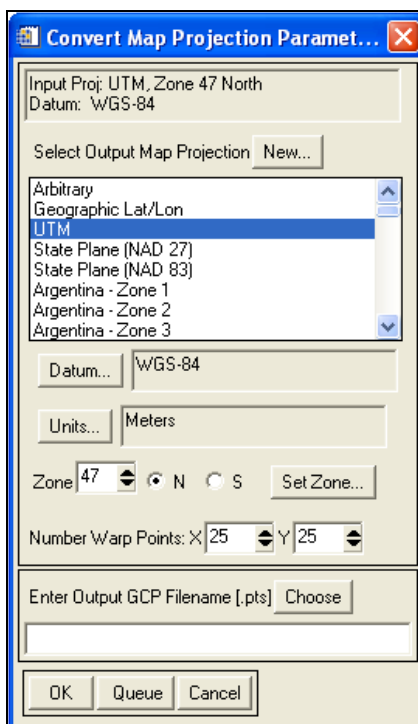 Convert Map Projection Paramet...
Input Proj: UTM, Zone 47 North
Datum: WGS-84
Select Output Map Projection New...
Arbitrary
Geographic Lat/Lon
UTM
State Plane (NAD 27)
State Plane (NAD 83)
Argentina - Zone 1
Argentina - Zone 2
Argentina - Zone 3
Datum... WGS-84
Units... Meters
Zone 47 N S Set Zone...
Number Warp Points: X 25 Y 25
Enter Output GCP Filename [.pts] Choose
OK Queue Cancel